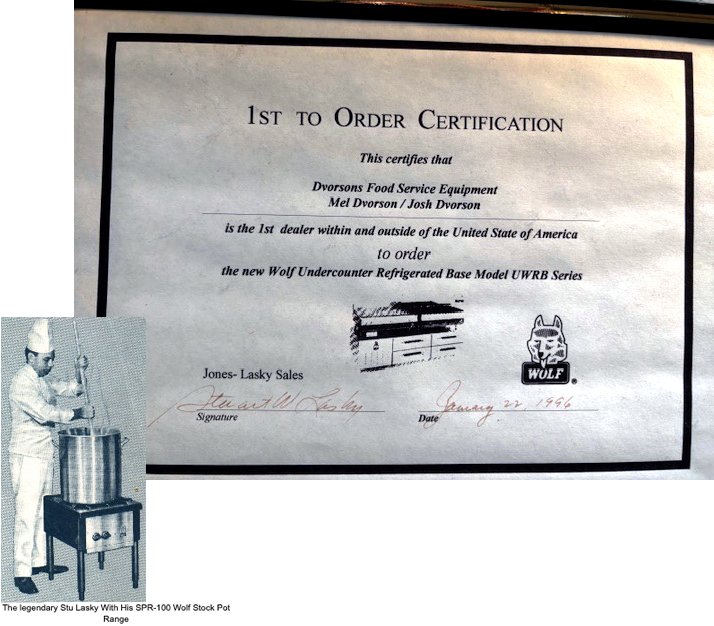 1ST TO ORDER CERTIFICATION
This certifies that
Dvorsons Food Service Equipment
Mel Dvorson / Josh Dvorson
is the 1st dealer within and outside of the United State of America
to order
the new Wolf Undercounter Refrigerated Base Model UWRB Series
WOLF®
Jones- Lasky Sales
Stuart W Lasky
January 22, 1996
Signature
Date
The legendary Stu Lasky With His SPR-100 Wolf Stock Pot
Range